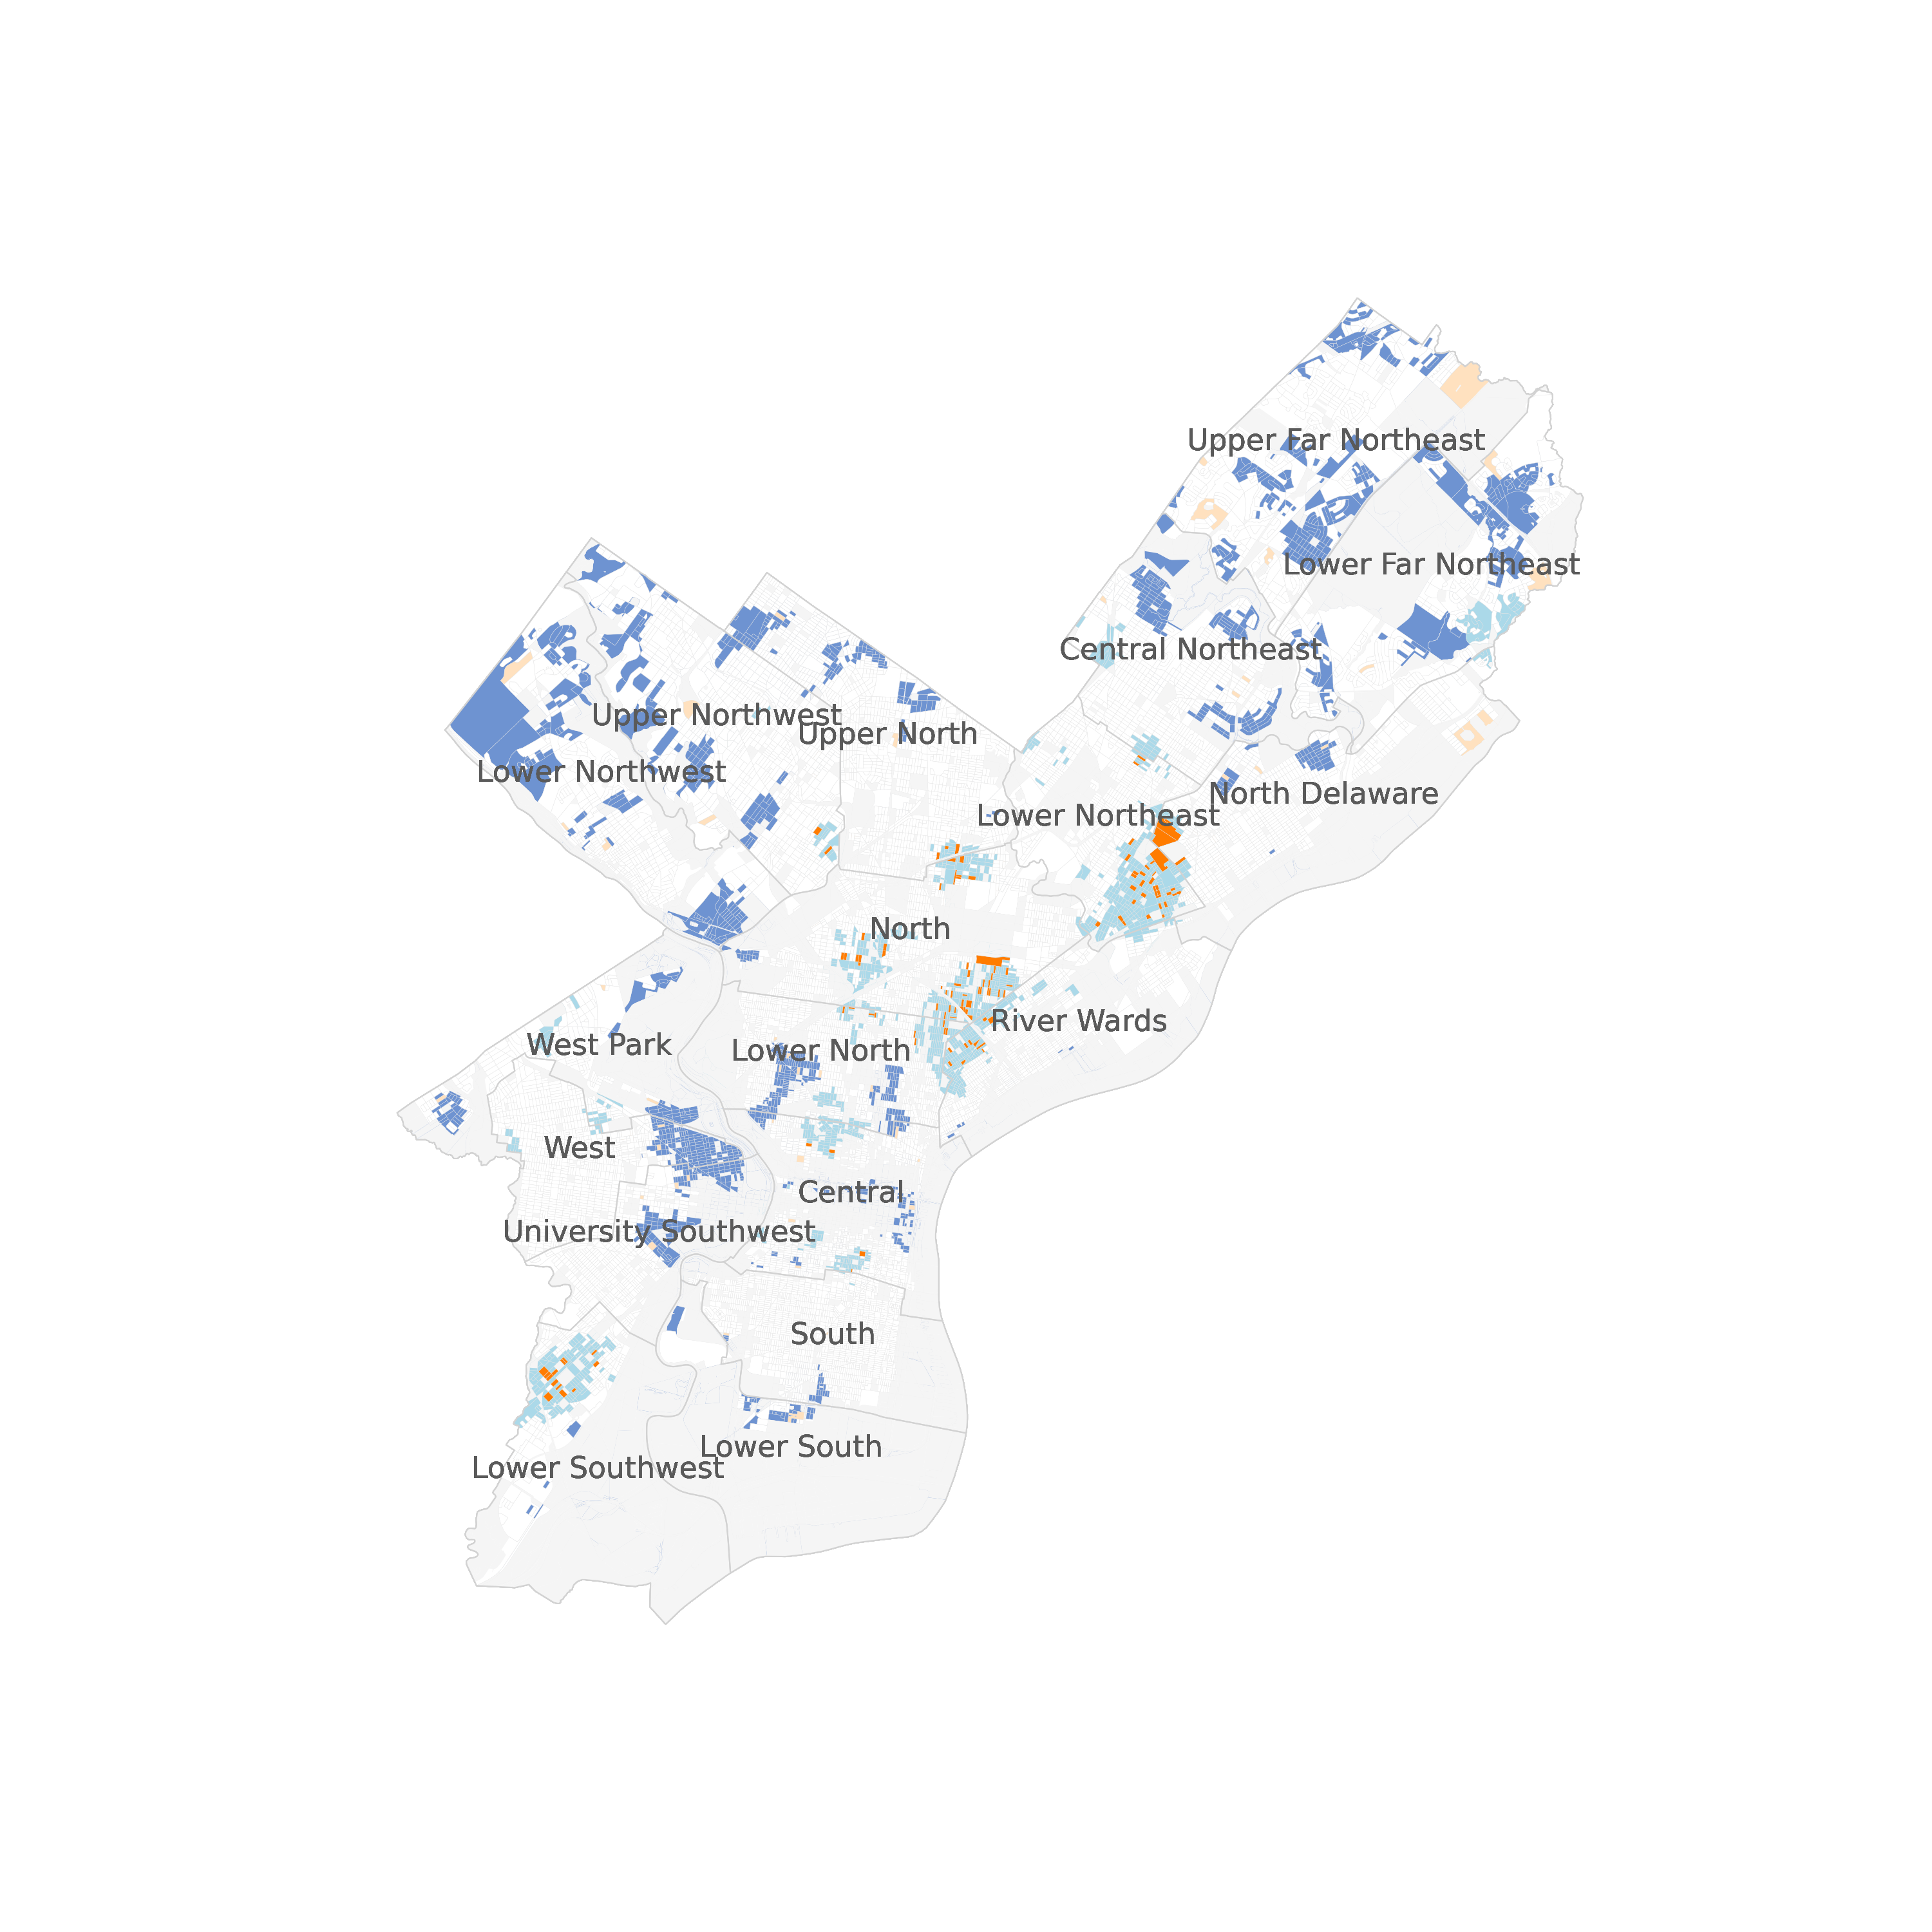 Upper Far Northeast
Lower Far Northeast
Central Northeast
Upper Northwest
Upper North
Lower Northwest
North Delaware
Lower Northeast
North
River Wards
West Park
Lower North
West
Central
University Southwest
South
Lower South
Lower Southwest